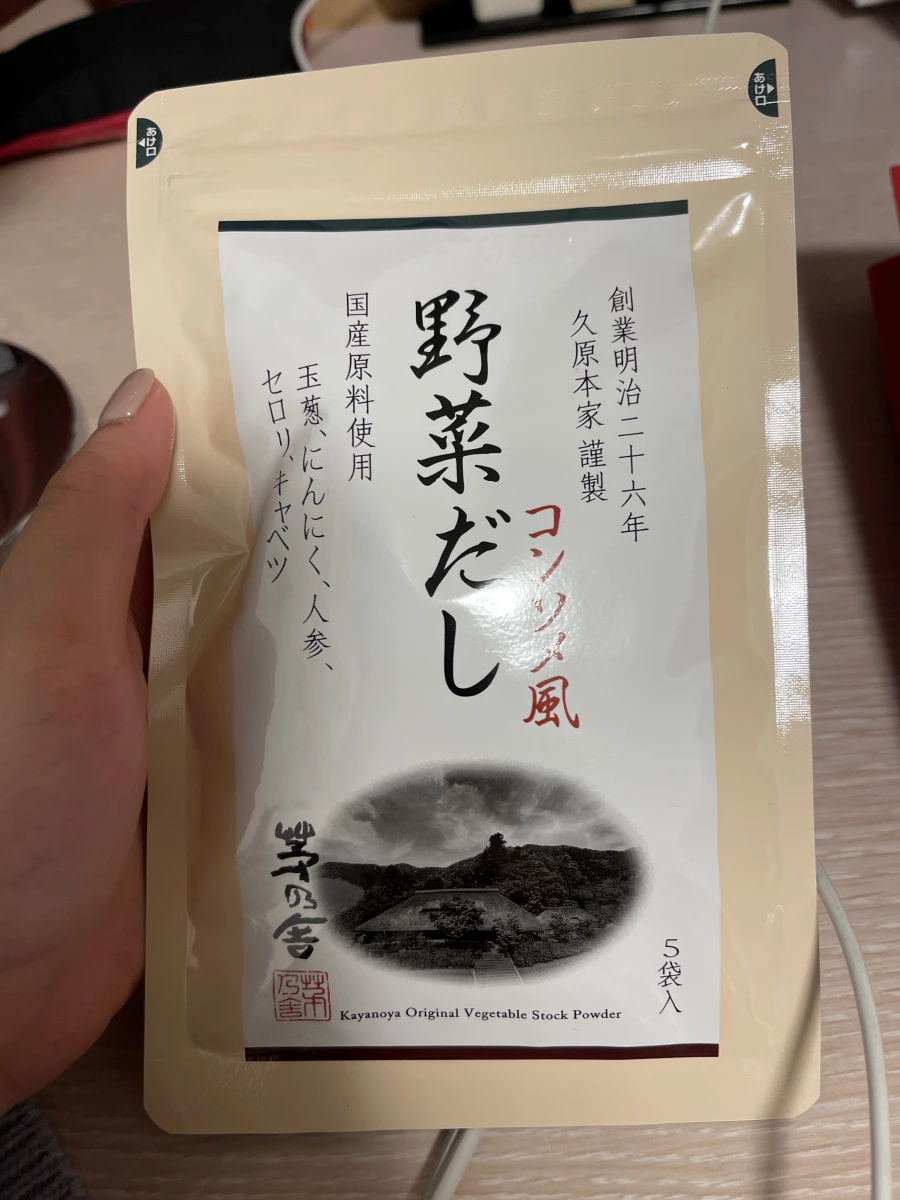 あけ口
あけ口
創業明治二十六年
久原本家 謹製
コンソメ風
野菜だし
国産原料使用
玉葱、にんにく、人参、
セロリ、キャベツ
茅乃舎
茅乃舎
5袋入
Kayanoya Original Vegetable Stock Powder